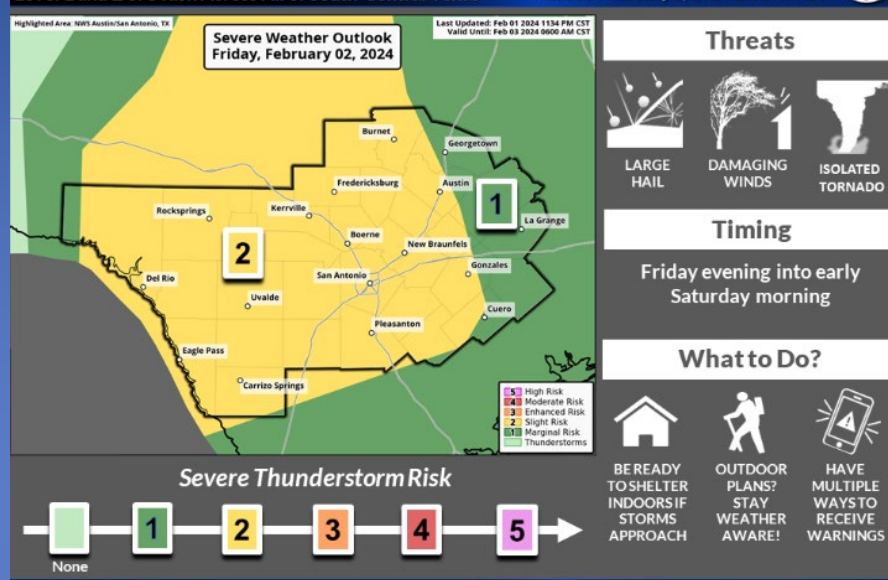 Highlighted Area: NWS Austin/San Antonio, TX
Last Updated: Feb 01 2024 1134 PM CST
Valid Until: Feb 03 2024 0600 AM CST
Severe Weather Outlook
Friday, February 02, 2024
Burnet
Georgetown
Fredericksburg
Austin
Rocksprings
Kerrville
1
La Grange
Boerne
New Braunfels
2
San Antonio
Gonzales
Del Rio
Uvalde
Cuero
Pleasanton
Eagle Pass
Carrizo Springs
5 High Risk
4 Moderate Risk
3 Enhanced Risk
2 Slight Risk
1 Marginal Risk
Thunderstorms
Severe Thunderstorm Risk
1
2
3
4
5
None
Threats
LARGE
HAIL
DAMAGING
WINDS
ISOLATED
TORNADO
Timing
Friday evening into early
Saturday morning
What to Do?
BE READY
TO SHELTER
INDOORS IF
STORMS
APPROACH
OUTDOOR
PLANS?
STAY
WEATHER
AWARE!
HAVE
MULTIPLE
WAYS TO
RECEIVE
WARNINGS